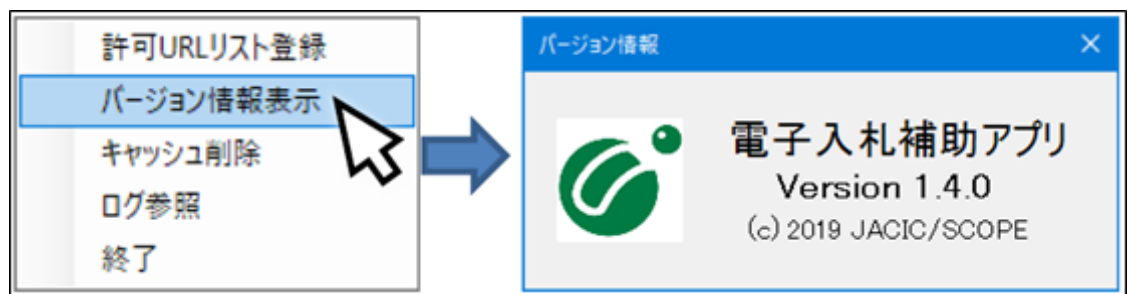 許可URLリスト登録
バージョン情報表示
キャッシュ削除
ログ参照
終了
バージョン情報
電子入札補助アプリ
Version 1.4.0
(c) 2019 JACIC/SCOPE